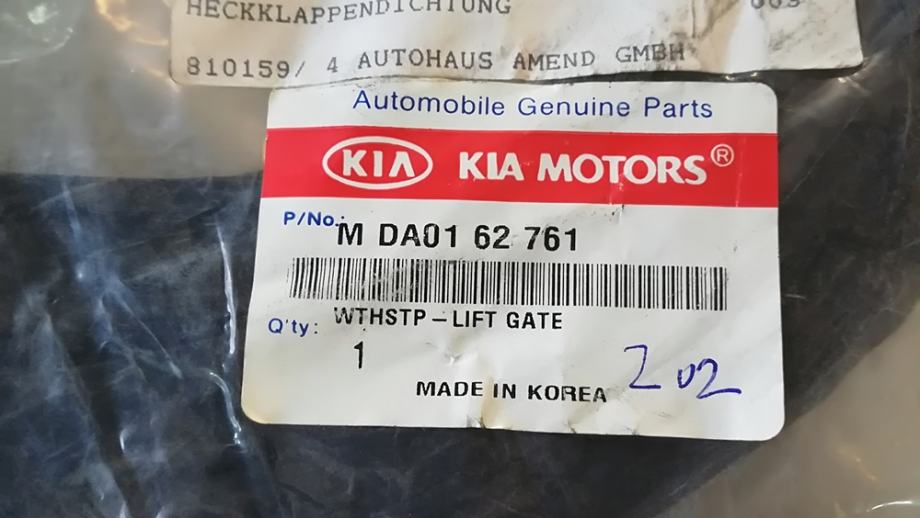 HECKKLAPPENDICHTUNG
810159/ 4 AUTOHAUS AMEND GMBH
Automobile Genuine Parts
KIA KIA MOTORS®
P/No.: M DA01 62 761
WTHSTP-LIFT GATE
Q'ty: 1
MADE IN KOREA 202